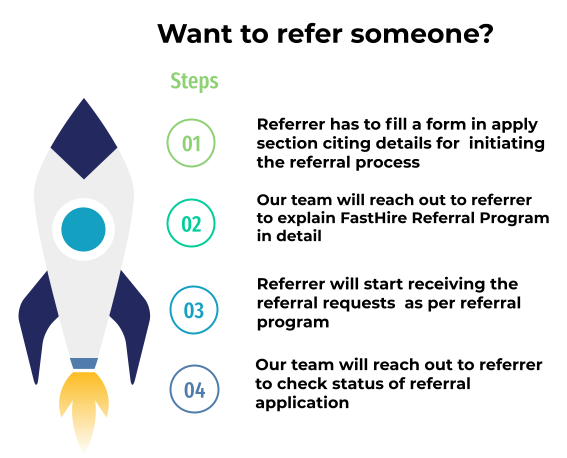 Want to refer someone?
Steps
01
Referrer has to fill a form in apply
section citing details for  initiating
the referral process
02
Our team will reach out to referrer
to explain FastHire Referral Program
in detail
03
Referrer will start receiving the
referral requests  as per referral
program
04
Our team will reach out to referrer
to check status of referral
application